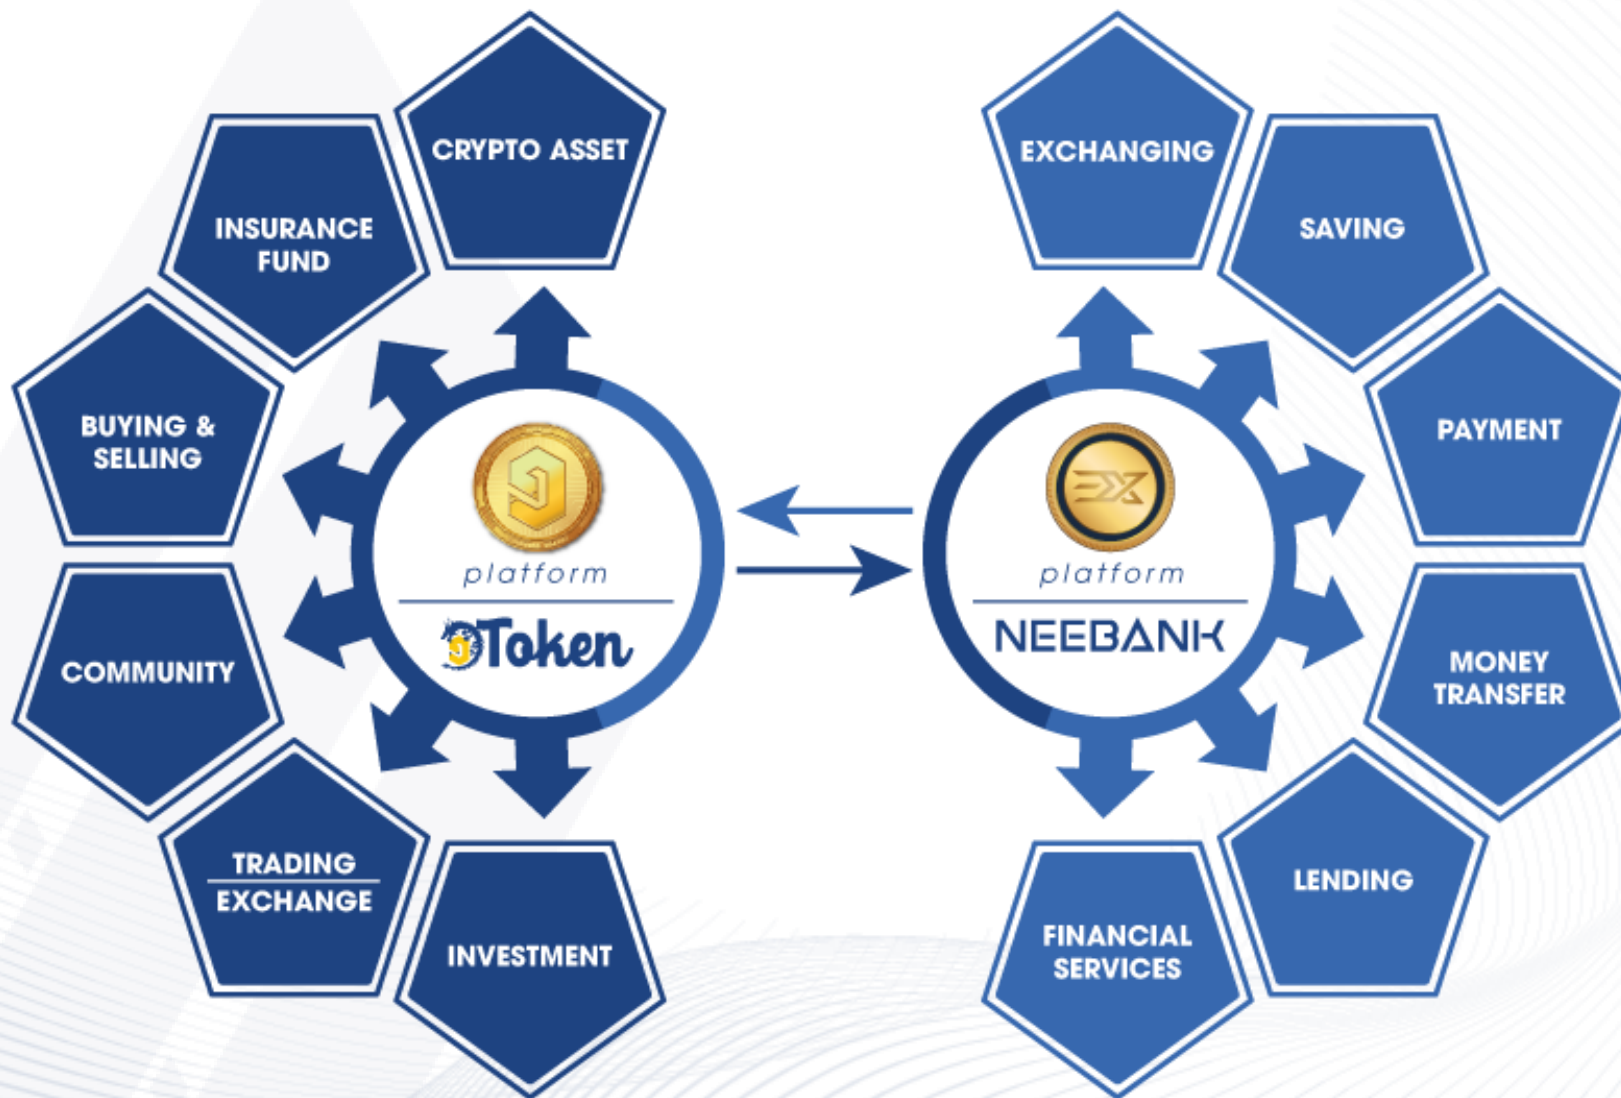 CRYPTO ASSET
INSURANCE
FUND
BUYING &
SELLING
COMMUNITY
TRADING
EXCHANGE
INVESTMENT
platform
Token
EXCHANGING
SAVING
PAYMENT
MONEY
TRANSFER
LENDING
FINANCIAL
SERVICES
platform
NEEBANK